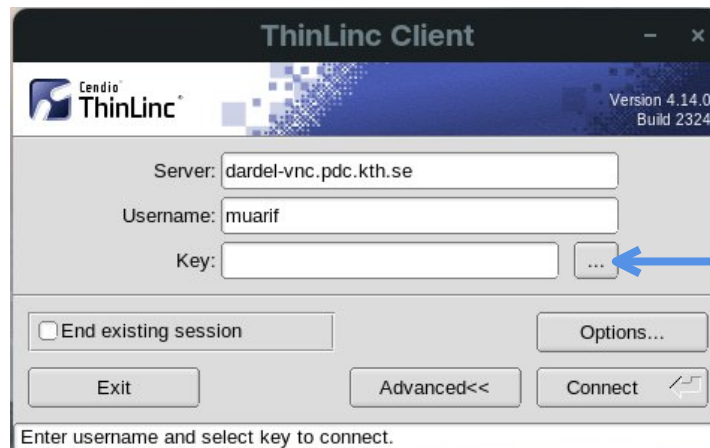 ThinLinc Client
Cendio
ThinLinc
Version 4.14.0
Build 2324
Server: dardel-vnc.pdc.kth.se
Username: muarif
Key:
...
End existing session
Options...
Exit
Advanced<<
Connect
Enter username and select key to connect.